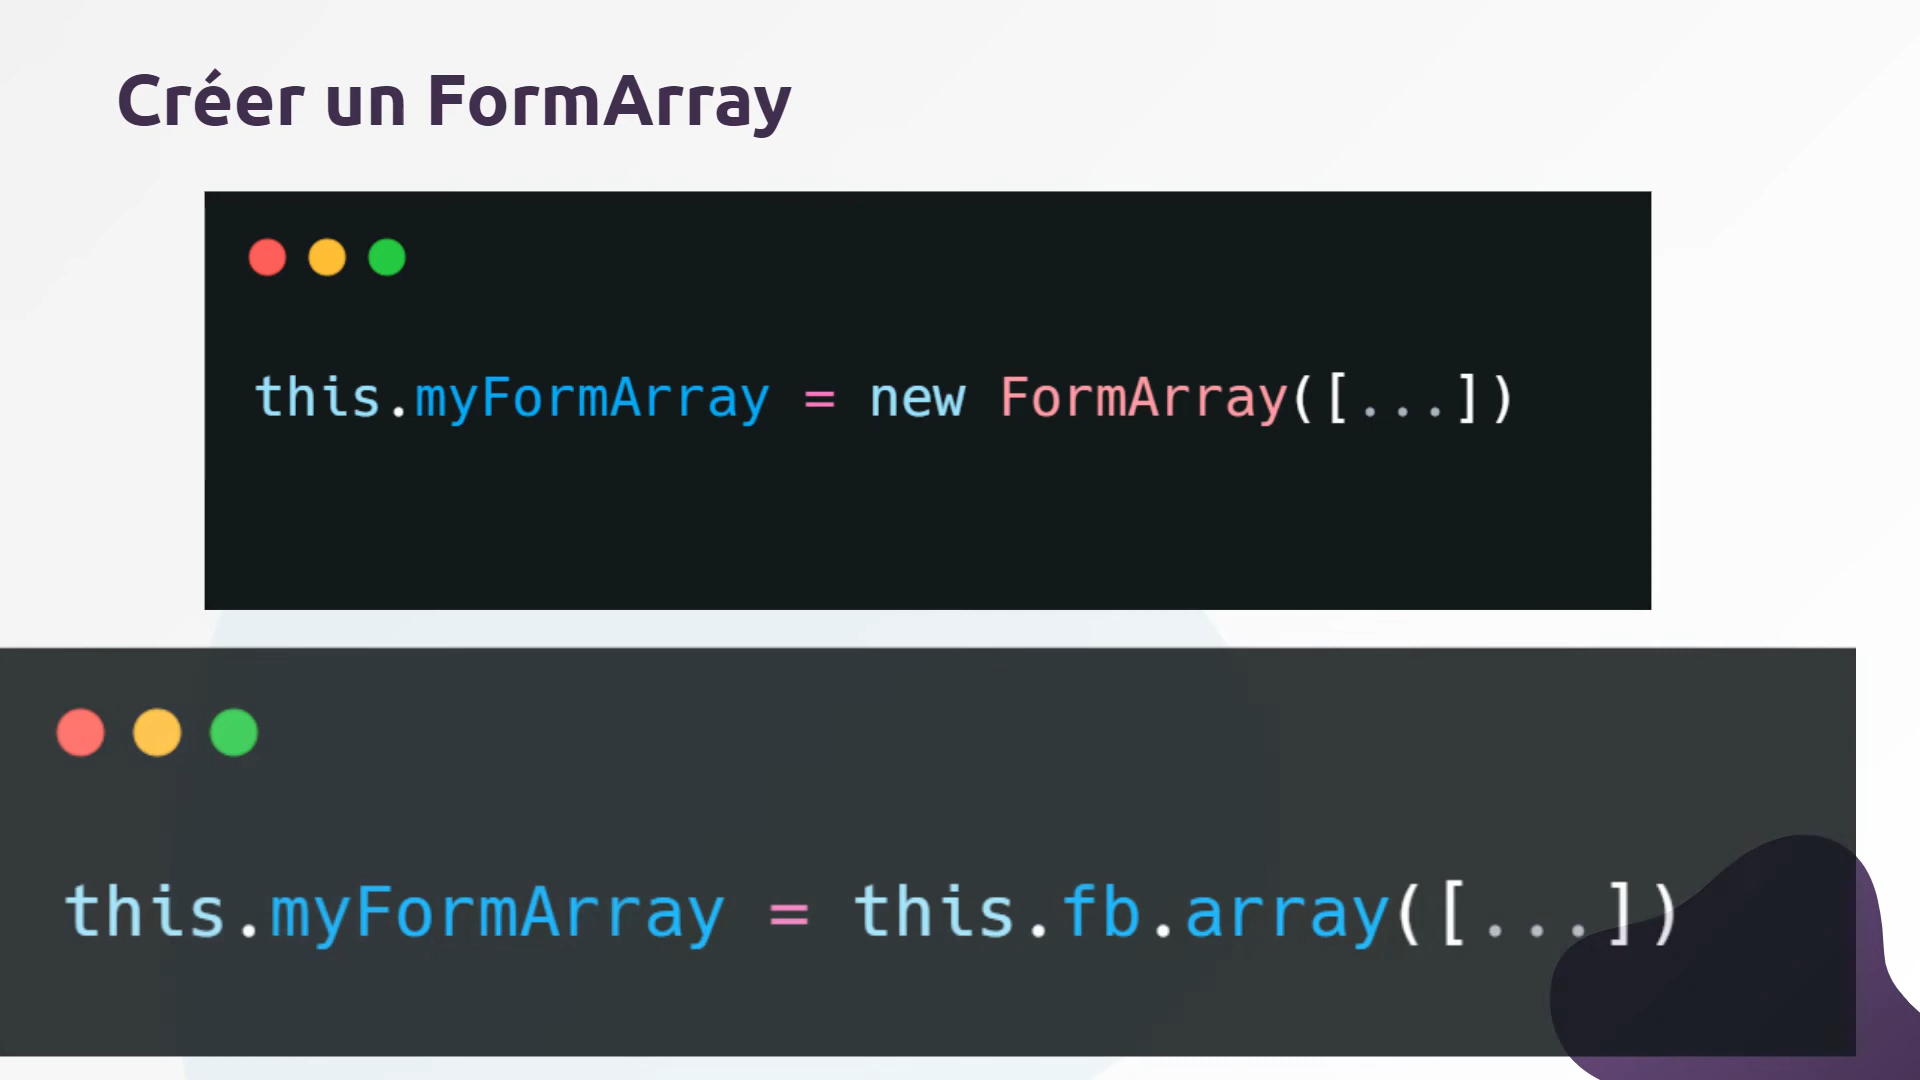 Créer un FormArray
this.myFormArray = new FormArray([...])
this.myFormArray = this.fb.array([...])